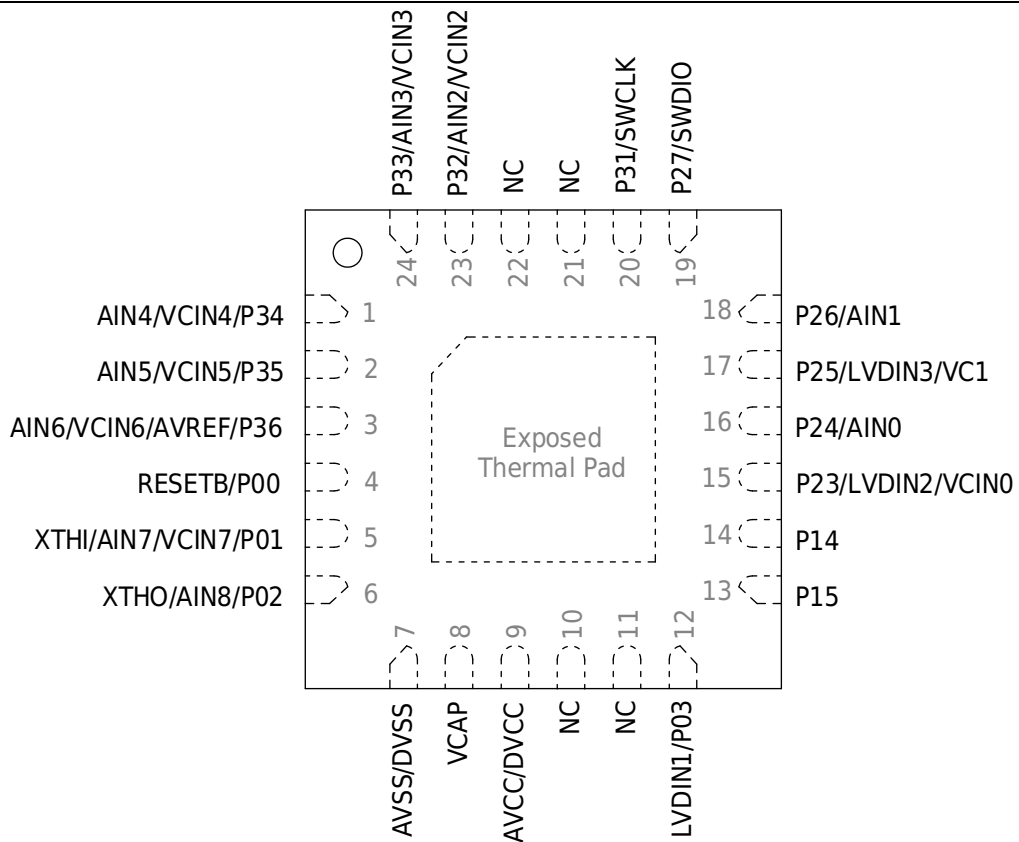 P33/AIN3/VCIN3
P32/AIN2/VCIN2
NC
NC
P31/SWCLK
P27/SWDIO
24
23
22
21
20
19
AIN4/VCIN4/P34
1
18
P26/AIN1
AIN5/VCIN5/P35
2
17
P25/LVDIN3/VC1
AIN6/VCIN6/AVREF/P36
3
16
P24/AIN0
Exposed
Thermal Pad
RESETB/P00
4
15
P23/LVDIN2/VCIN0
XTHI/AIN7/VCIN7/P01
5
14
P14
XTHO/AIN8/P02
6
13
P15
7
8
9
10
11
12
AVSS/DVSS
VCAP
AVCC/DVCC
NC
NC
LVDIN1/P03